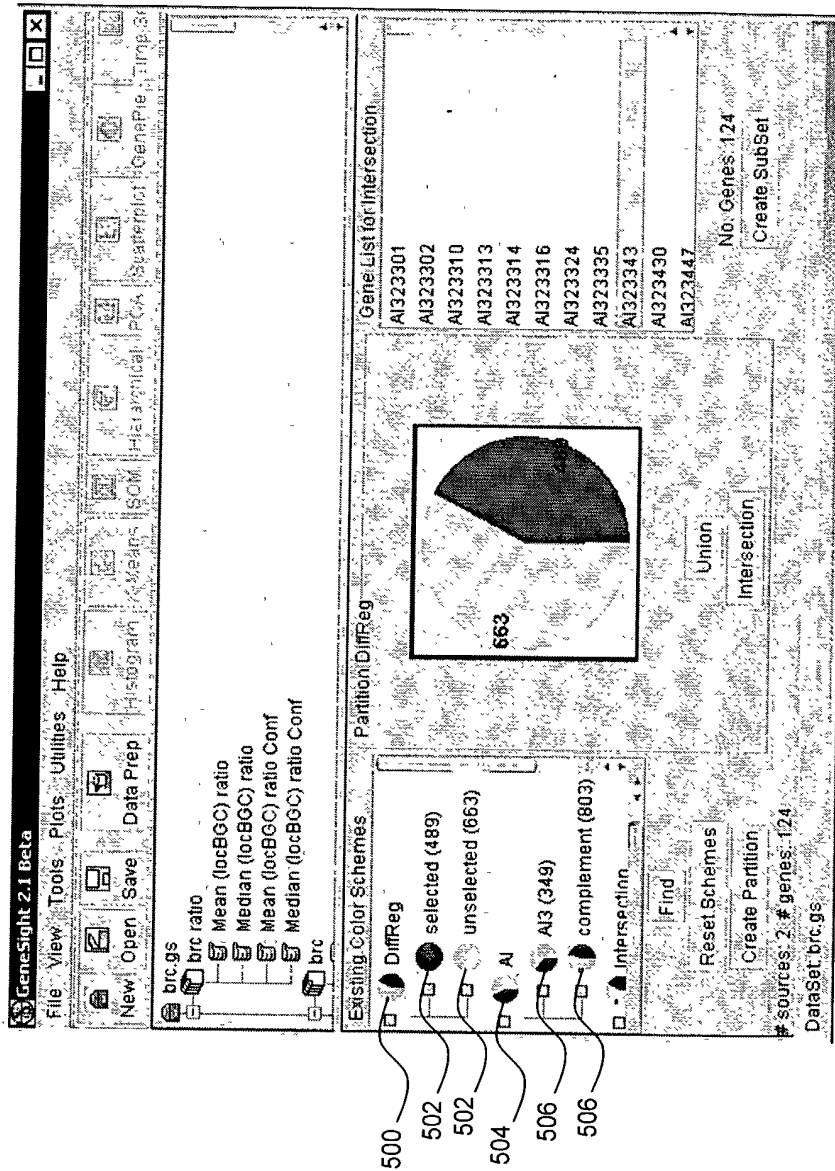 GeneSight 2.1 Beta
File View Tools Plots Utilities Help
New Open Save Data Prep Histogram K-Means SOM Hierarchical PCA Scatterplot GenePie
brc.gs
brc ratio
Mean (locBGC) ratio
Median (locBGC) ratio
Mean (locBGC) ratio Conf
Median (locBGC) ratio Conf
brc
Existing Color Schemes
500
DiffReg
502
selected (489)
502
unselected (663)
504
AI
506
AI3 (349)
506
complement (803)
Intersection
Find
Reset Schemes
Create Partition
Partition DiffReg
663
489
Union
Intersection
Gene List for Intersection
AI323301
AI323302
AI323310
AI323313
AI323314
AI323316
AI323324
AI323335
AI323343
AI323430
AI323447
No. Genes: 124
Create SubSet
# sources: 2; # genes: 124
DataSet: brc.gs